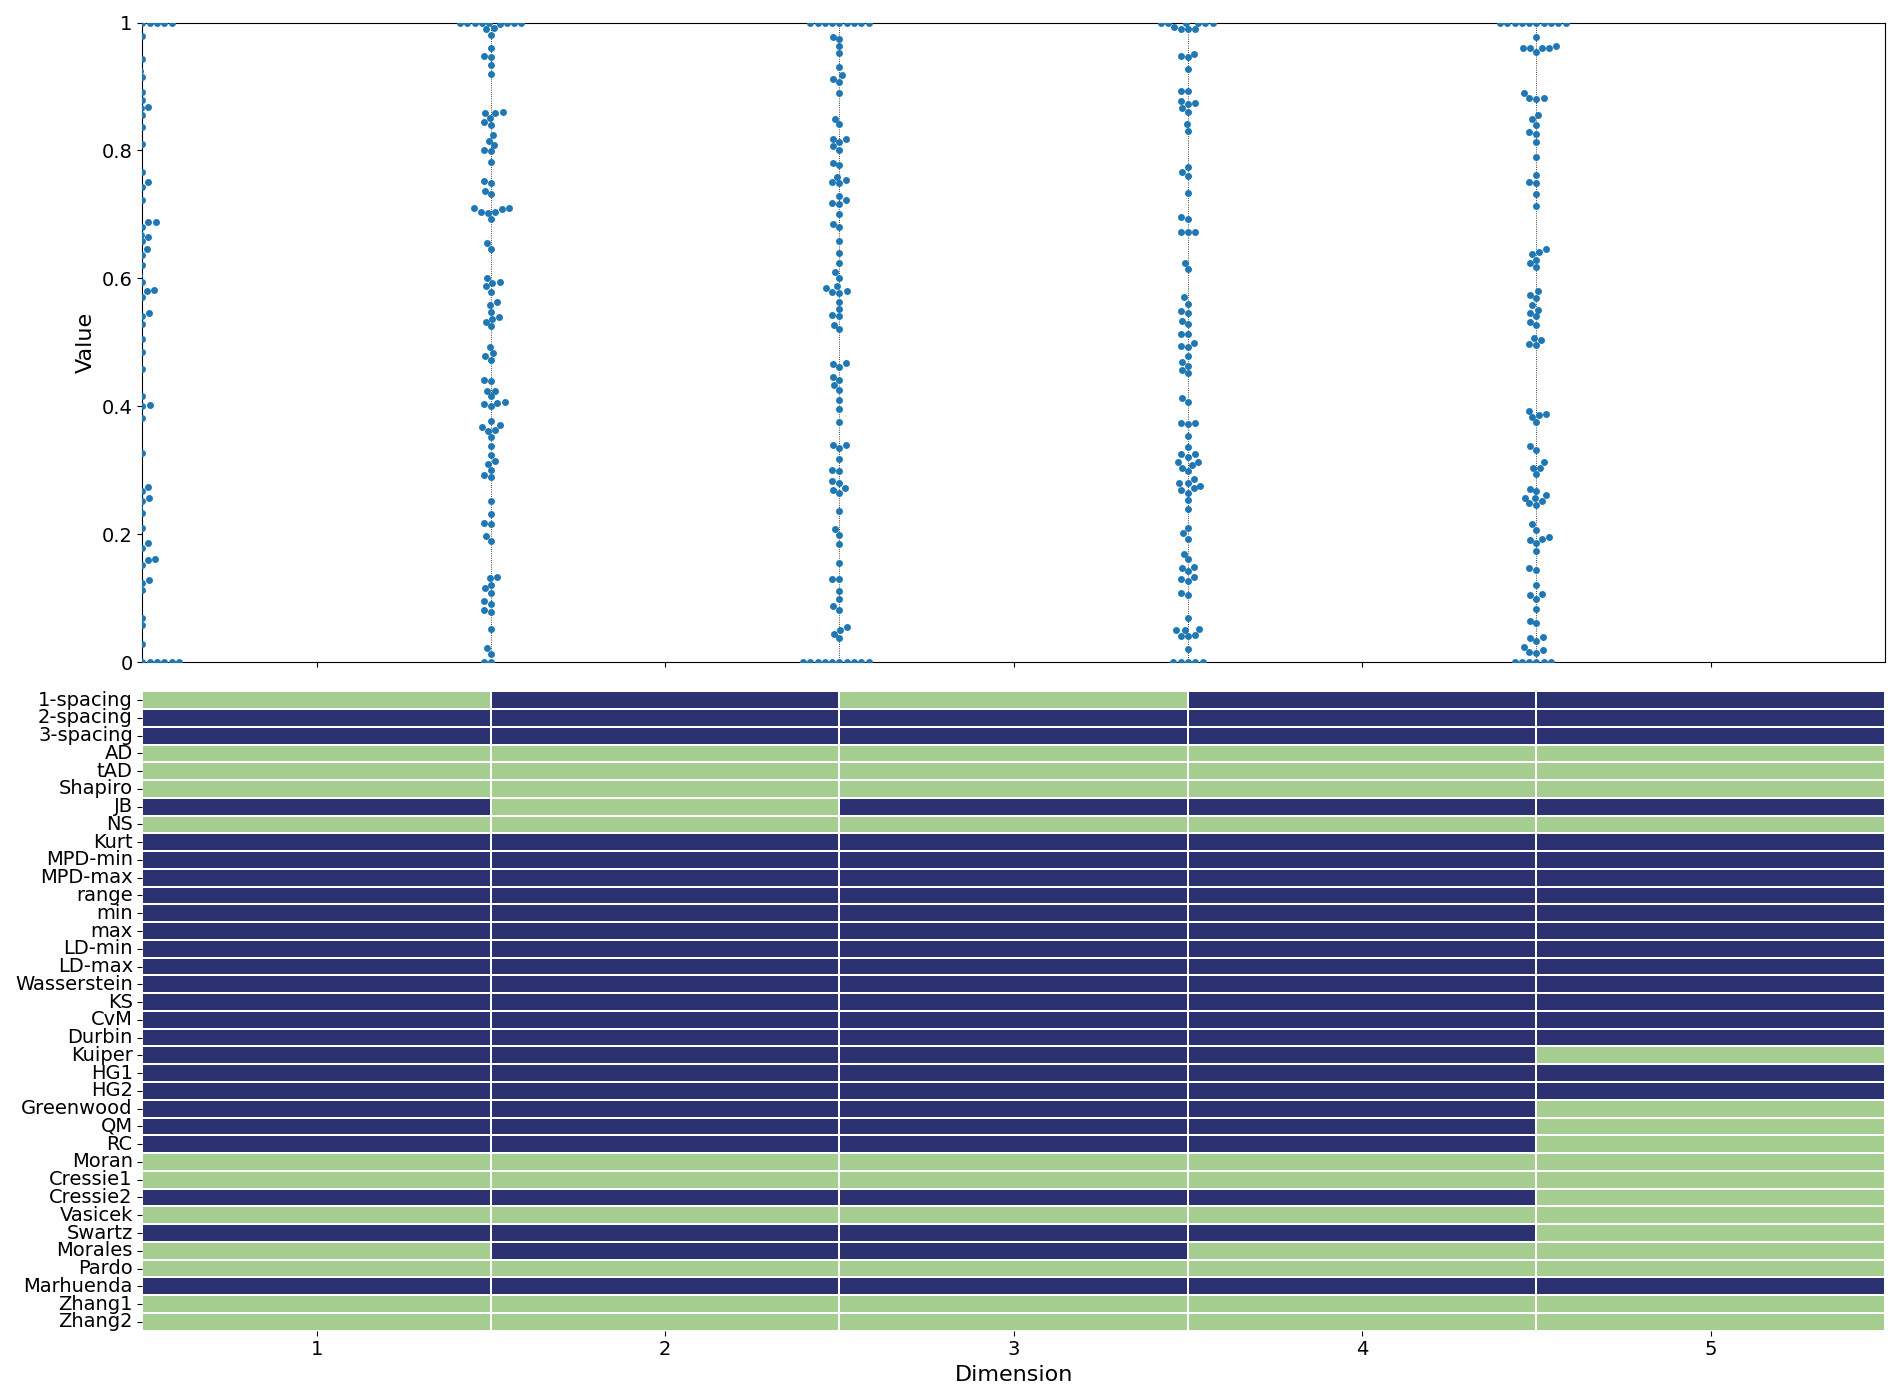 1
0.8
0.6
Value
0.4
0.2
0
1-spacing
2-spacing
3-spacing
AD
tAD
Shapiro
JB
NS
Kurt
MPD-min
MPD-max
range
min
max
LD-min
LD-max
Wasserstein
KS
CvM
Durbin
Kuiper
HG1
HG2
Greenwood
QM
RC
Moran
Cressie1
Cressie2
Vasicek
Swartz
Morales
Pardo
Marhuenda
Zhang1
Zhang2
1 2 3 4 5
Dimension